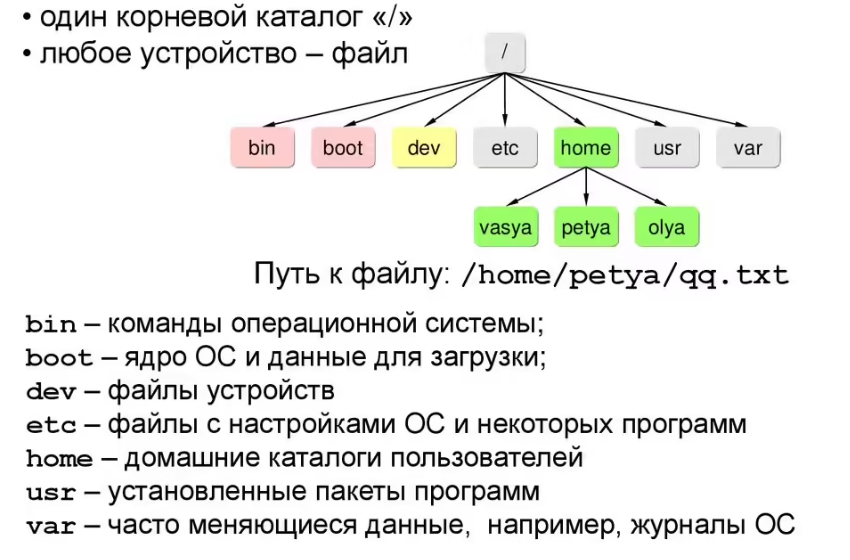 • один корневой каталог «/»
• любое устройство – файл
/
bin boot dev etc home usr var
vasya petya olya
Путь к файлу: /home/petya/qq.txt
bin – команды операционной системы;
boot – ядро ОС и данные для загрузки;
dev – файлы устройств
etc – файлы с настройками ОС и некоторых программ
home – домашние каталоги пользователей
usr – установленные пакеты программ
var – часто меняющиеся данные, например, журналы ОС